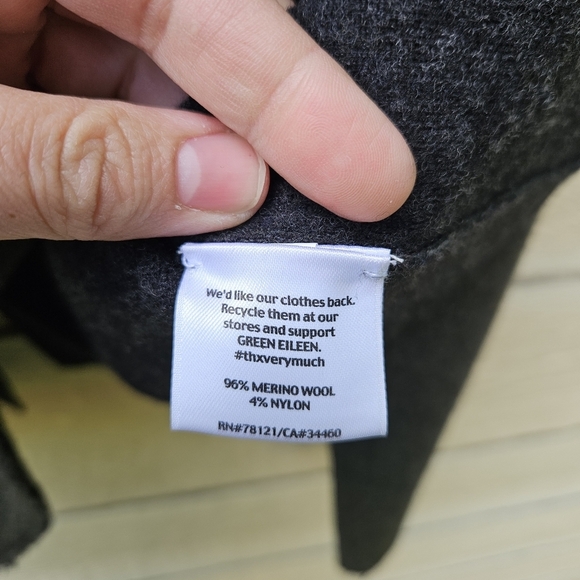 We'd like our clothes back.
Recycle them at our
stores and support
GREEN EILEEN.
#thxverymuch
96% MERINO WOOL
4% NYLON
RN#78121/CA#34460